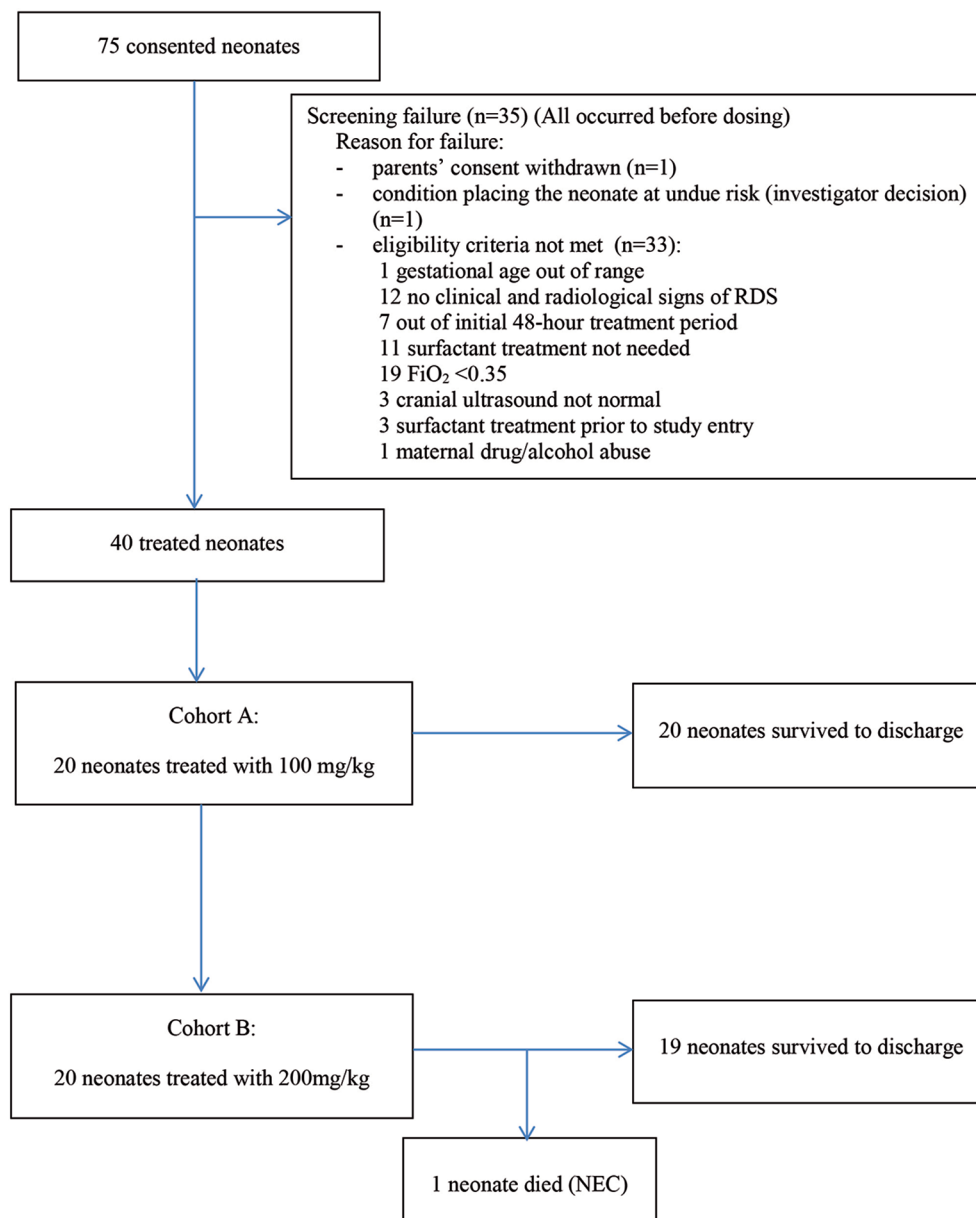 75 consented neonates
Screening failure (n=35) (All occurred before dosing)
Reason for failure:
- parents’ consent withdrawn (n=1)
- condition placing the neonate at undue risk (investigator decision)
(n=1)
- eligibility criteria not met  (n=33):
1 gestational age out of range
12 no clinical and radiological signs of RDS
7 out of initial 48-hour treatment period
11 surfactant treatment not needed
19 FiO₂ <0.35
3 cranial ultrasound not normal
3 surfactant treatment prior to study entry
1 maternal drug/alcohol abuse
40 treated neonates
Cohort A:
20 neonates treated with 100 mg/kg
20 neonates survived to discharge
Cohort B:
20 neonates treated with 200mg/kg
19 neonates survived to discharge
1 neonate died (NEC)